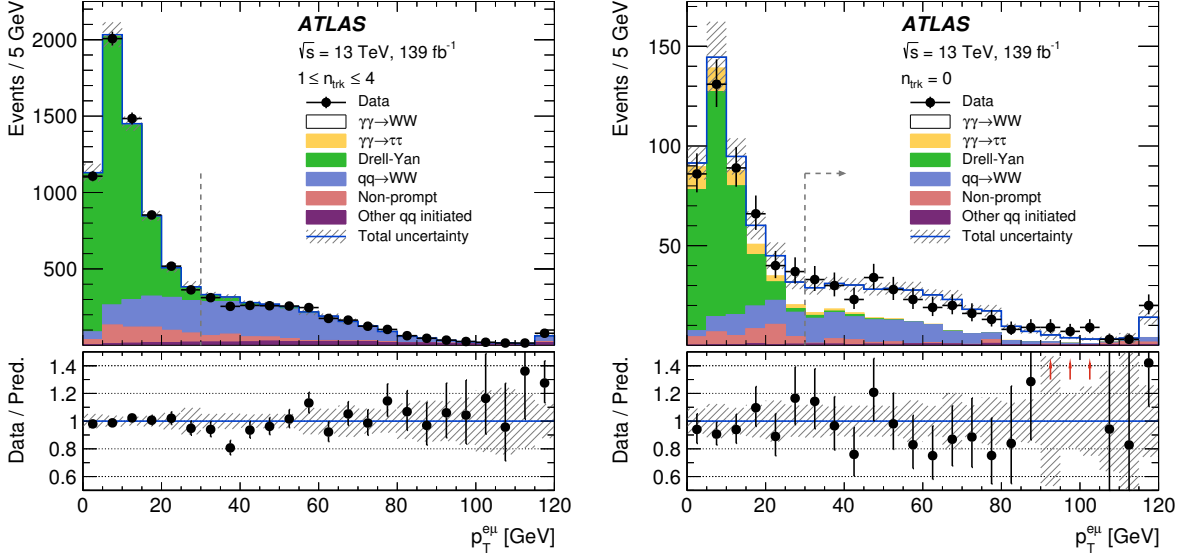 ATLAS
√s = 13 TeV, 139 fb⁻¹
1 ≤ n_trk ≤ 4
Data
γγ→WW
γγ→ττ
Drell-Yan
qq→WW
Non-prompt
Other qq initiated
Total uncertainty
Events / 5 GeV
2000
1500
1000
500
Data / Pred.
1.4
1.2
1
0.8
0.6
0 20 40 60 80 100 120
p_T^eμ [GeV]
ATLAS
√s = 13 TeV, 139 fb⁻¹
n_trk = 0
Data
γγ→WW
γγ→ττ
Drell-Yan
qq→WW
Non-prompt
Other qq initiated
Total uncertainty
Events / 5 GeV
150
100
50
Data / Pred.
1.4
1.2
1
0.8
0.6
0 20 40 60 80 100 120
p_T^eμ [GeV]